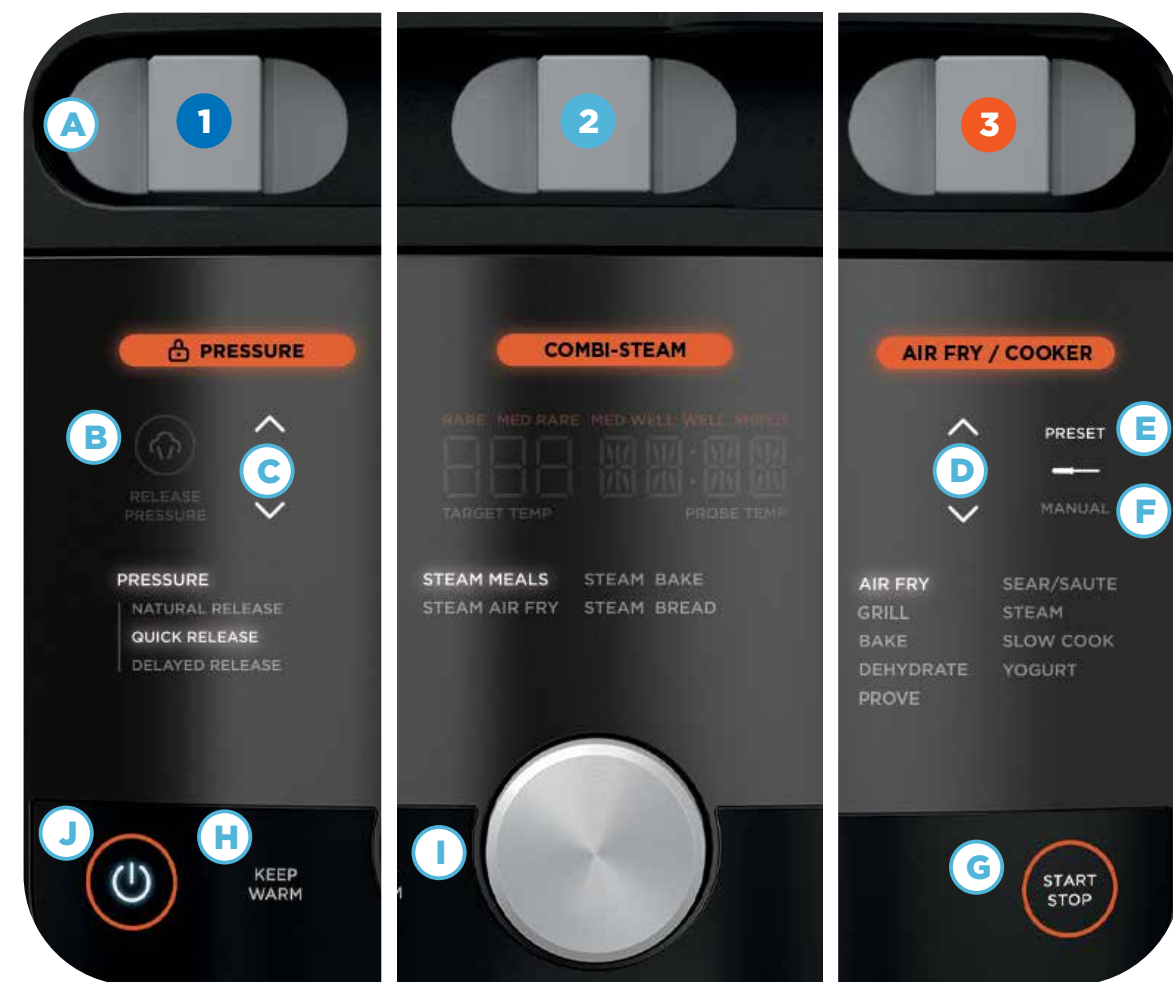 A
1
2
3
PRESSURE
B
C
RELEASE
PRESSURE
PRESSURE
NATURAL RELEASE
QUICK RELEASE
DELAYED RELEASE
J
H
KEEP
WARM
COMBI-STEAM
RARE MED RARE MED WELL WELL
TARGET TEMP PROBE TEMP
STEAM MEALS STEAM BAKE
STEAM AIR FRY STEAM BREAD
I
M
AIR FRY / COOKER
D
PRESET E
MANUAL F
AIR FRY SEAR/SAUTE
GRILL STEAM
BAKE SLOW COOK
DEHYDRATE YOGURT
PROVE
G
START
STOP